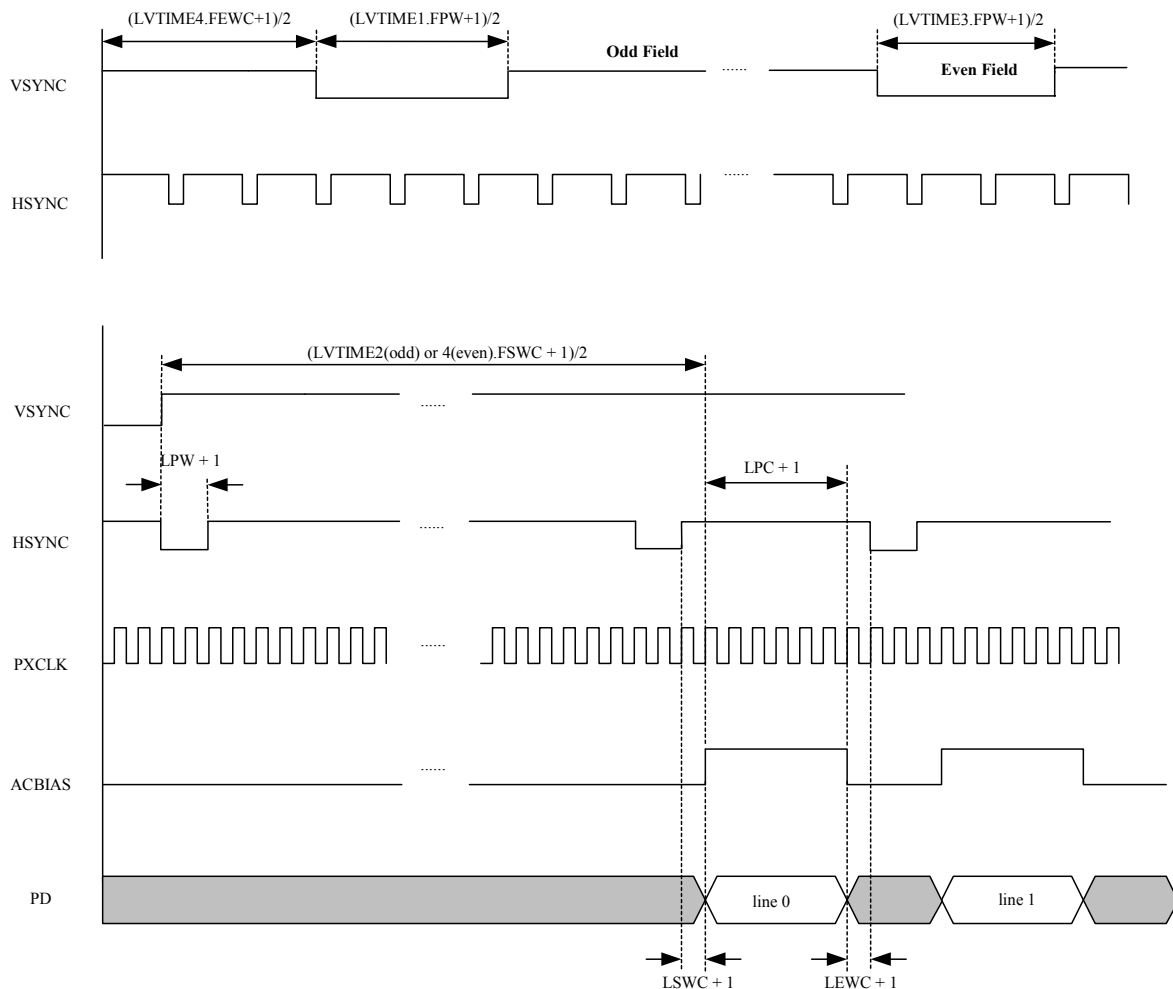 (LVTIME4.FEWC+1)/2 (LVTIME1.FPW+1)/2 (LVTIME3.FPW+1)/2
Odd Field ...... Even Field
VSYNC
HSYNC ......
(LVTIME2(odd) or 4(even).FSWC + 1)/2
VSYNC ......
LPW + 1 LPC + 1
HSYNC ......
PXCLK ......
ACBIAS ......
PD line 0 line 1
LSWC + 1 LEWC + 1